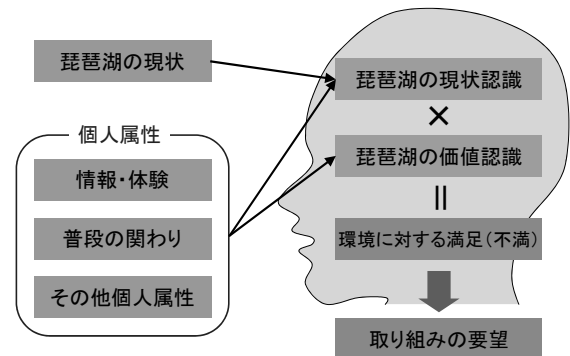 琵琶湖の現状
個人属性
情報・体験
普段の関わり
その他個人属性
琵琶湖の現状認識
×
琵琶湖の価値認識
＝
環境に対する満足(不満)
取り組みの要望